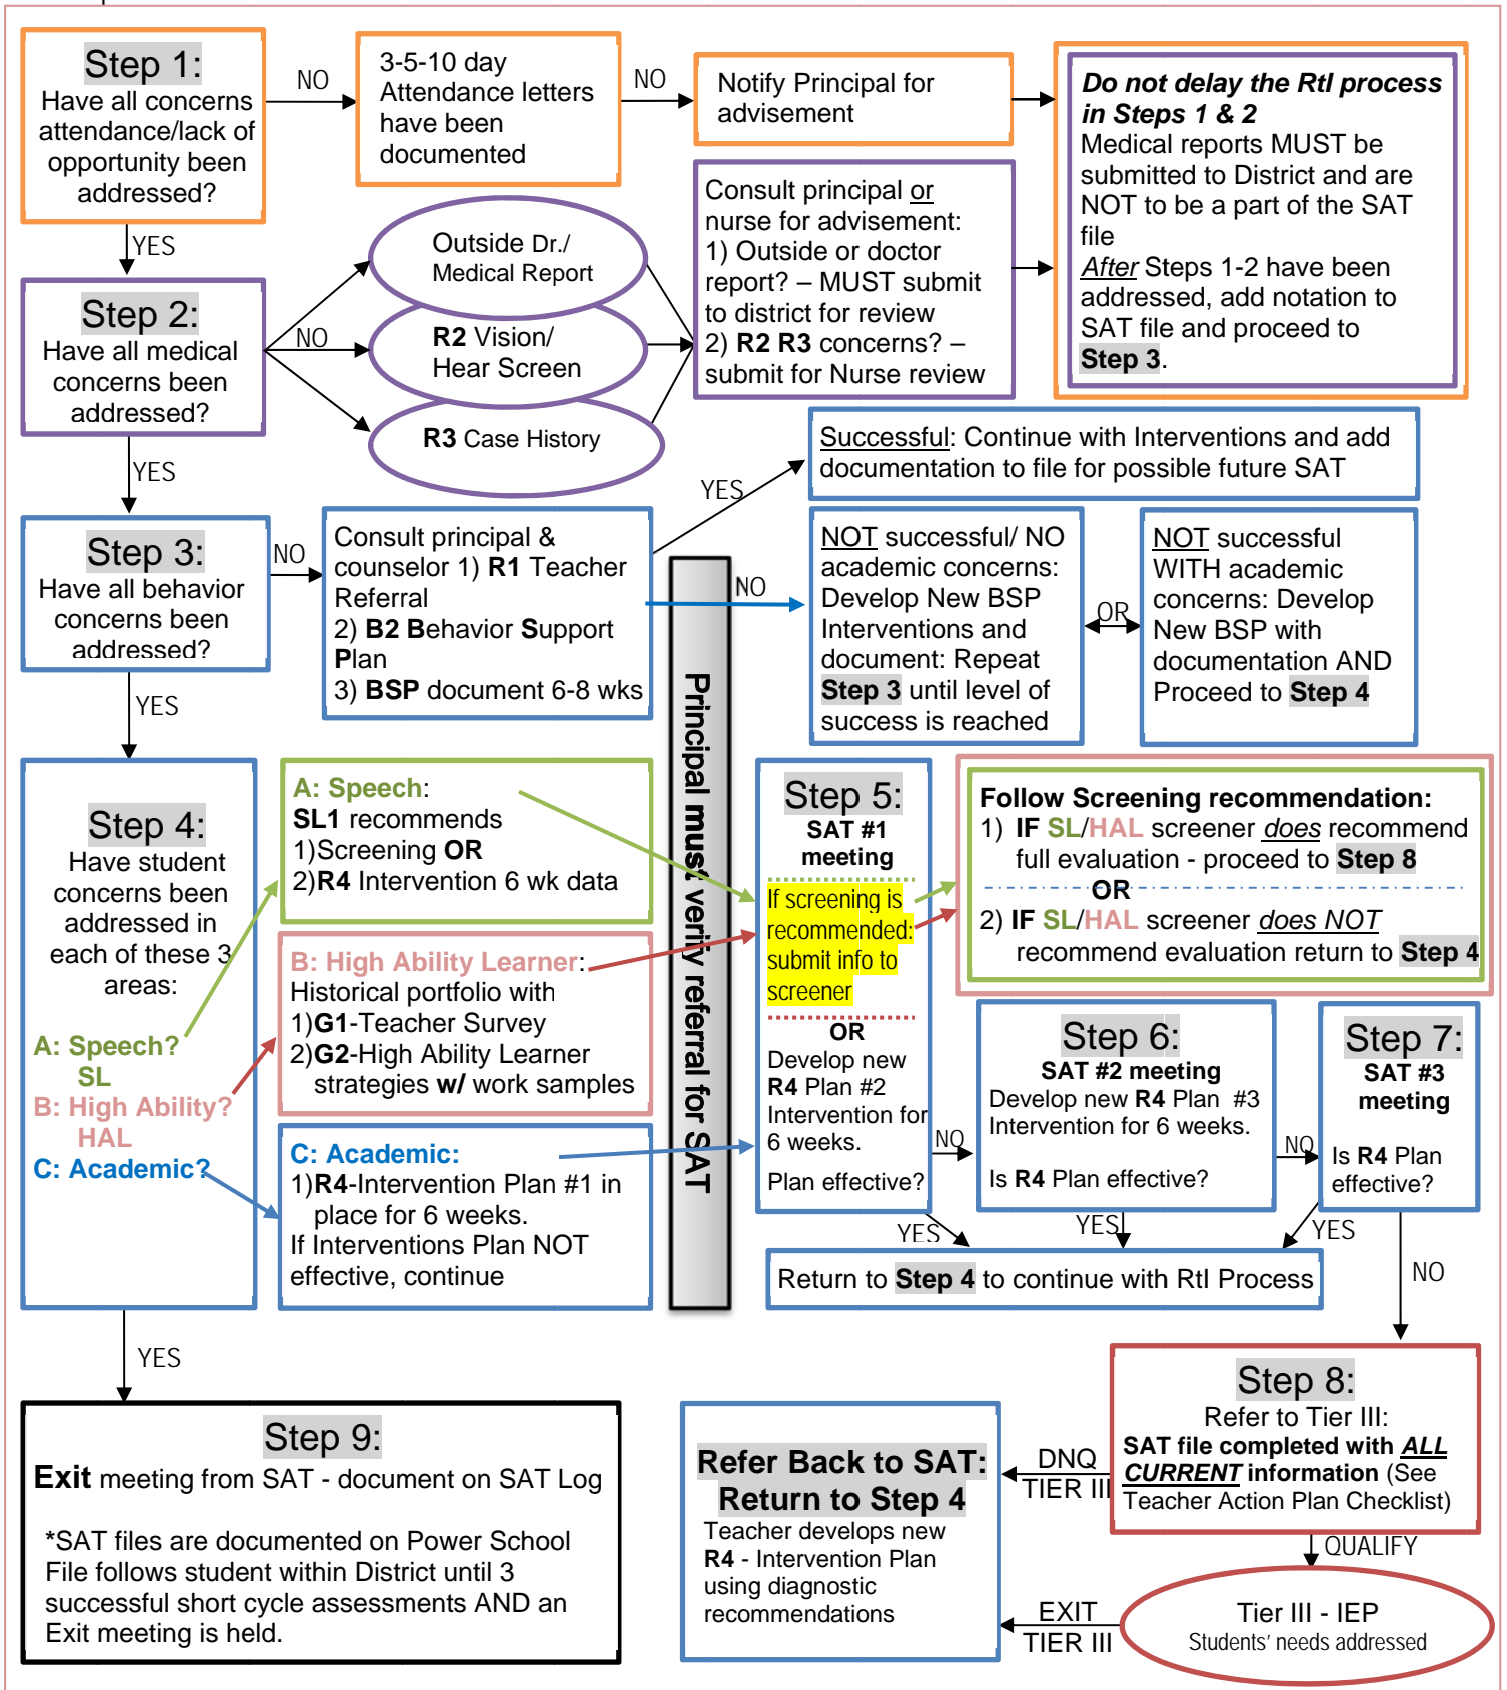 Step 1:
Have all concerns
attendance/lack of
opportunity been
addressed?
NO
3-5-10 day
Attendance letters
have been
documented
NO
Notify Principal for
advisement
Do not delay the RtI process
in Steps 1 & 2
Medical reports MUST be
submitted to District and are
NOT to be a part of the SAT
file
After Steps 1-2 have been
addressed, add notation to
SAT file and proceed to
Step 3.
YES
Step 2:
Have all medical
concerns been
addressed?
NO
Outside Dr./
Medical Report
R2 Vision/
Hear Screen
R3 Case History
Consult principal or
nurse for advisement:
1) Outside or doctor
report? – MUST submit
to district for review
2) R2 R3 concerns? –
submit for Nurse review
YES
Step 3:
Have all behavior
concerns been
addressed?
NO
Consult principal &
counselor 1) R1 Teacher
Referral
2) B2 Behavior Support
Plan
3) BSP document 6-8 wks
YES
Successful: Continue with Interventions and add
documentation to file for possible future SAT
NO
NOT successful/ NO
academic concerns:
Develop New BSP
Interventions and
document: Repeat
Step 3 until level of
success is reached
OR
NOT successful
WITH academic
concerns: Develop
New BSP with
documentation AND
Proceed to Step 4
Principal must verify referral for SAT
YES
Step 4:
Have student
concerns been
addressed in
each of these 3
areas:
A: Speech?
SL
B: High Ability?
HAL
C: Academic?
A: Speech:
SL1 recommends
1)Screening OR
2)R4 Intervention 6 wk data
B: High Ability Learner:
Historical portfolio with
1)G1-Teacher Survey
2)G2-High Ability Learner
strategies w/ work samples
C: Academic:
1)R4-Intervention Plan #1 in
place for 6 weeks.
If Interventions Plan NOT
effective, continue
Step 5:
SAT #1
meeting
If screening is
recommended:
submit info to
screener
OR
Develop new
R4 Plan #2
Intervention for
6 weeks.
Plan effective?
Follow Screening recommendation:
1) IF SL/HAL screener does recommend
full evaluation - proceed to Step 8
OR
2) IF SL/HAL screener does NOT
recommend evaluation return to Step 4
NO
Step 6:
SAT #2 meeting
Develop new R4 Plan #3
Intervention for 6 weeks.
Is R4 Plan effective?
NO
Step 7:
SAT #3
meeting
Is R4 Plan
effective?
YES
YES
YES
NO
Return to Step 4 to continue with RtI Process
YES
Step 9:
Exit meeting from SAT - document on SAT Log
*SAT files are documented on Power School
File follows student within District until 3
successful short cycle assessments AND an
Exit meeting is held.
Refer Back to SAT:
Return to Step 4
Teacher develops new
R4 - Intervention Plan
using diagnostic
recommendations
DNQ
TIER III
Step 8:
Refer to Tier III:
SAT file completed with ALL
CURRENT information (See
Teacher Action Plan Checklist)
QUALIFY
EXIT
TIER III
Tier III - IEP
Students' needs addressed